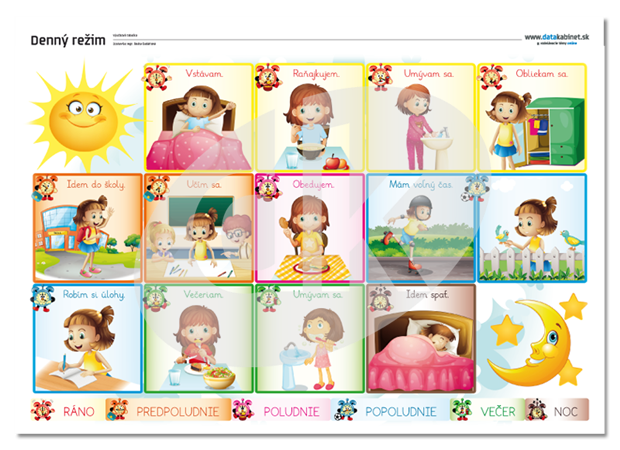 Denný režim
www.datakabinet.sk
Vstávam.
Raňajkujem.
Umývam sa.
Obliekam sa.
Idem do školy.
Učím sa.
Obedujem.
Mám voľný čas.
Robím si úlohy.
Večeriam.
Umývam sa.
Idem spať.
RÁNO PREDPOLUDNIE POLUDNIE POPOLUDNIE VEČER NOC